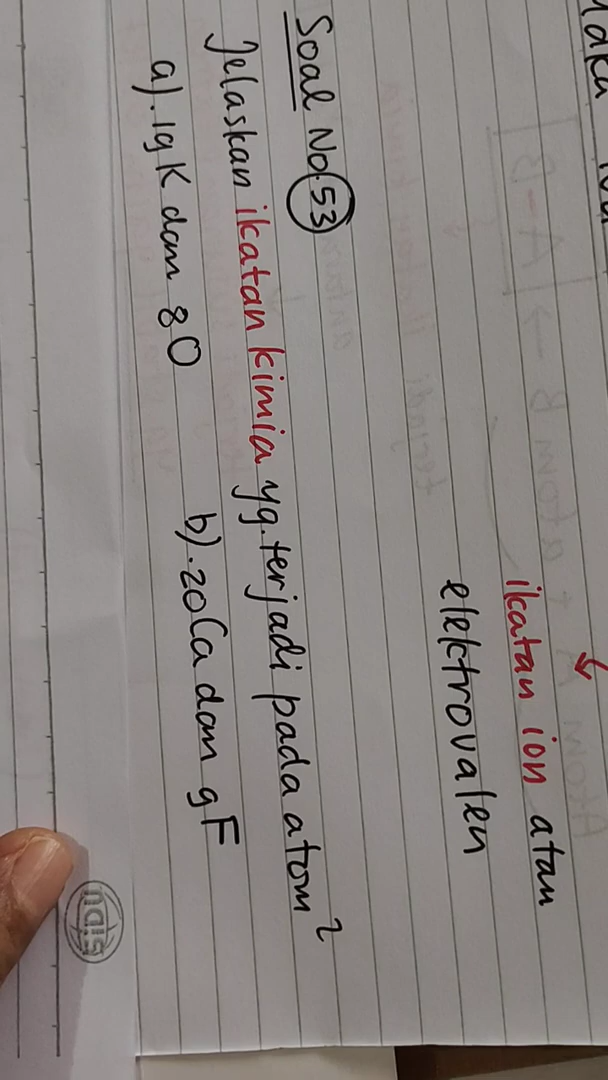 ikatan ion atau
elektrovalen
Soal No. 53
Jelaskan ikatan kimia yg. terjadi pada atom²
a). 19K dan 8O b). 20Ca dan 9F
SIDU